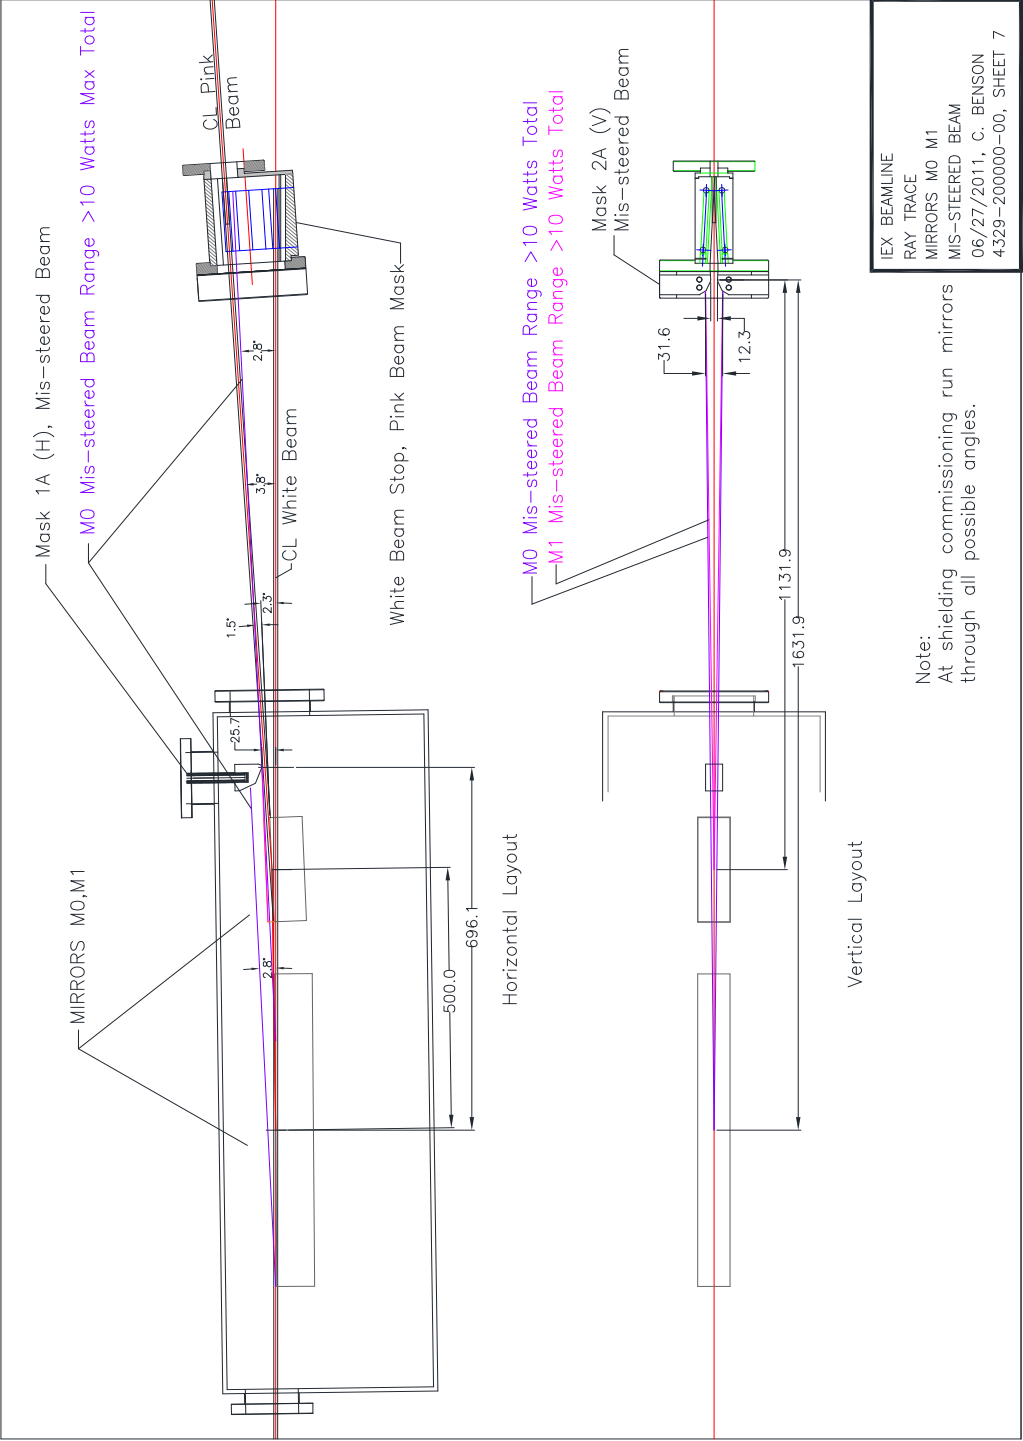 Mask 1A (H), Mis-steered Beam
M0 Mis-steered Beam Range >10 Watts Max Total
CL Pink
Beam
MIRRORS M0,M1
2.8°
3.8°
2.3°
1.5°
25.7
2.8°
CL White Beam
White Beam Stop, Pink Beam Mask
500.0
696.1
Horizontal Layout
M0 Mis-steered Beam Range >10 Watts Total
M1 Mis-steered Beam Range >10 Watts Total
Mask 2A (V)
Mis-steered Beam
31.6
12.3
1131.9
1631.9
Vertical Layout
Note:
At shielding commissioning run mirrors
through all possible angles.
IEX BEAMLINE
RAY TRACE
MIRRORS M0 M1
MIS-STEERED BEAM
06/27/2011, C. BENSON
4329-200000-00, SHEET 7